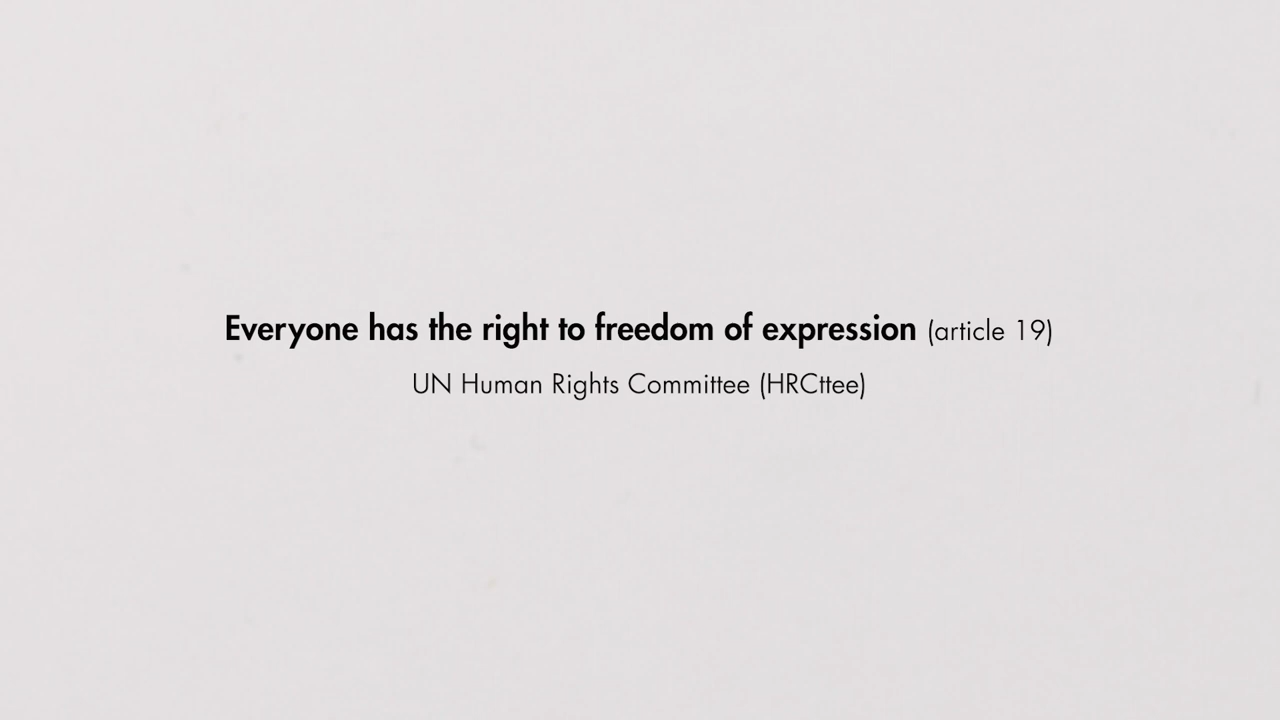 Everyone has the right to freedom of expression (article 19)
UN Human Rights Committee (HRCttee)